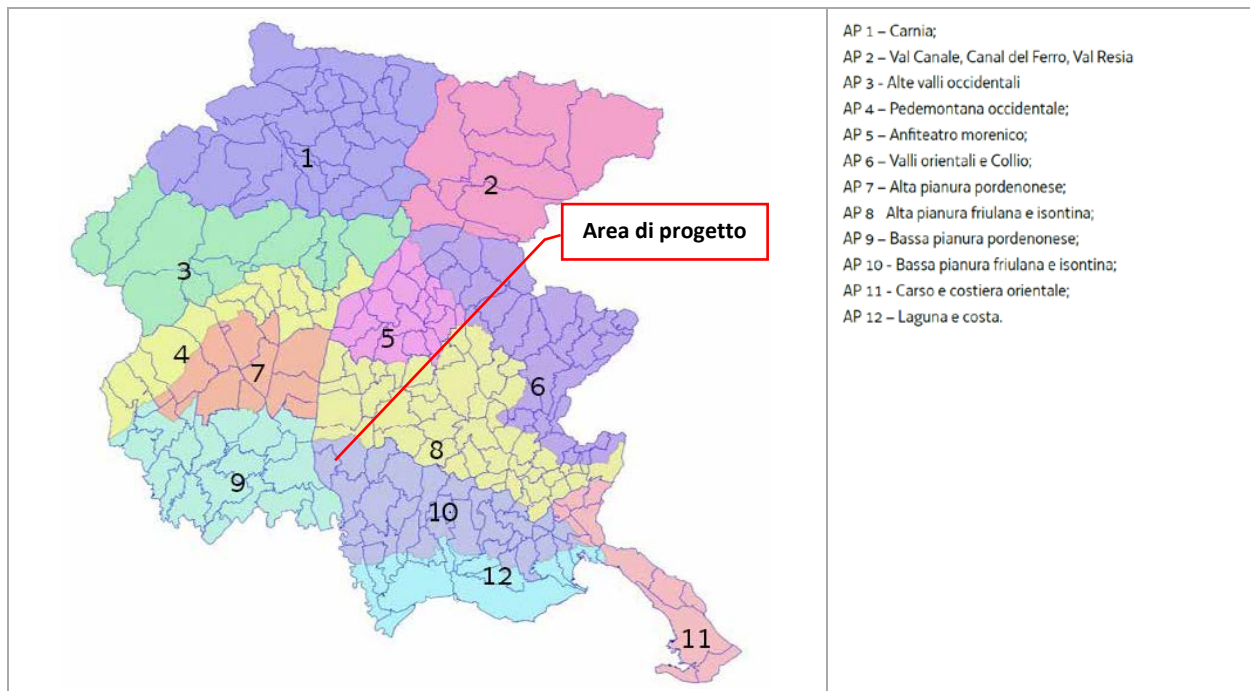 1
2
Area di progetto
3
5
4
7
6
8
9
10
12
11
AP 1 – Carnia;
AP 2 – Val Canale, Canal del Ferro, Val Resia
AP 3 - Alte valli occidentali
AP 4 – Pedemontana occidentale;
AP 5 – Anfiteatro morenico;
AP 6 – Valli orientali e Collio;
AP 7 – Alta pianura pordenonese;
AP 8 Alta pianura friulana e isontina;
AP 9 – Bassa pianura pordenonese;
AP 10 - Bassa pianura friulana e isontina;
AP 11 - Carso e costiera orientale;
AP 12 – Laguna e costa.